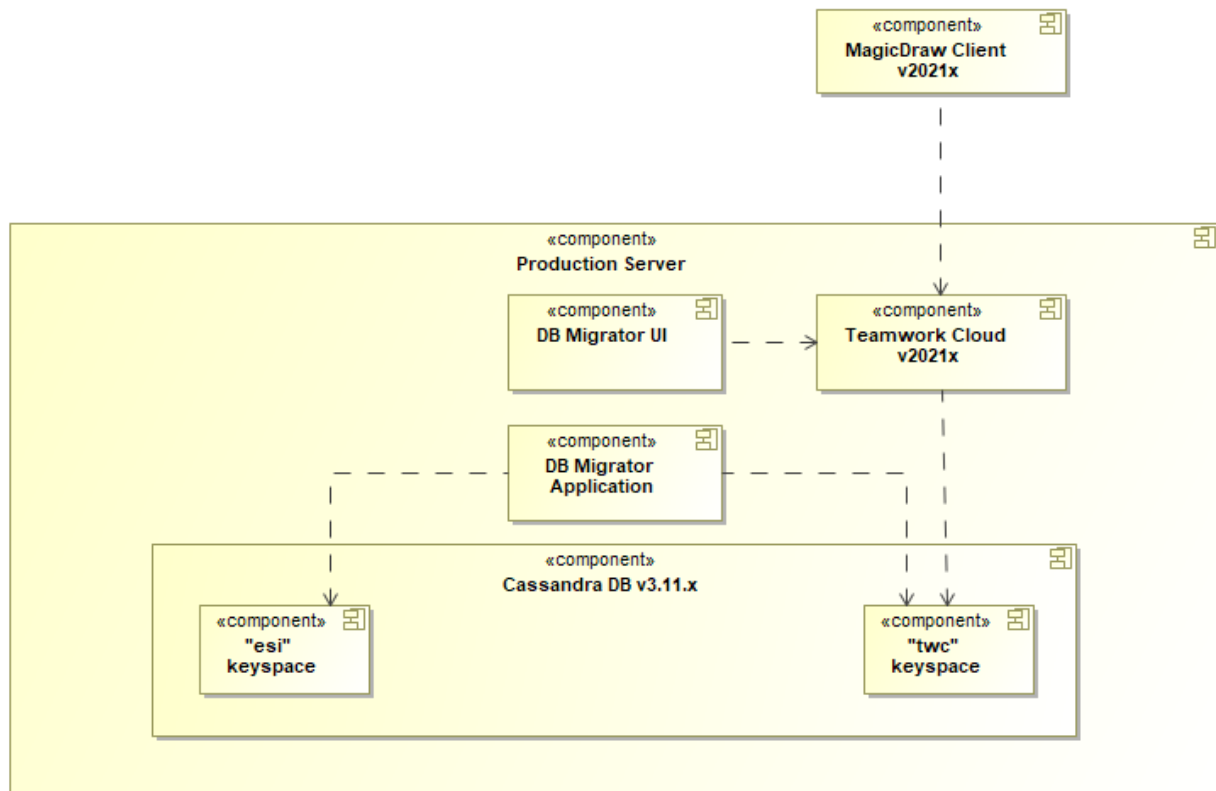 «component»
MagicDraw Client
v2021x
«component»
Production Server
«component»
DB Migrator UI
«component»
Teamwork Cloud
v2021x
«component»
DB Migrator
Application
«component»
Cassandra DB v3.11.x
«component»
"esi"
keyspace
«component»
"twc"
keyspace